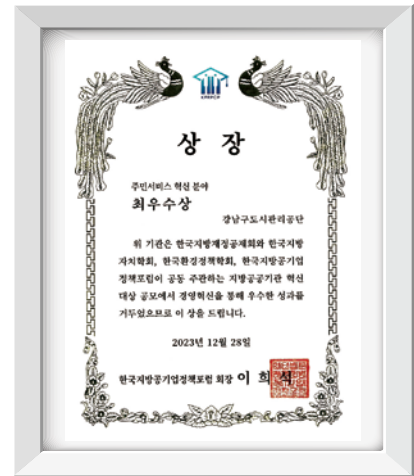 상 장
주민서비스 혁신 분야
최우수상
강남구도시관리공단
위 기관은 한국지방재정공제회와 한국지방
자치학회, 한국환경정책학회, 한국지방공기업
정책포럼이 공동 주관하는 지방공공기관 혁신
대상 공모에서 경영혁신을 통해 우수한 성과를
거두었으므로 이 상을 드립니다.
2023년 12월 28일
한국지방공기업정책포럼 회장 이 희 석